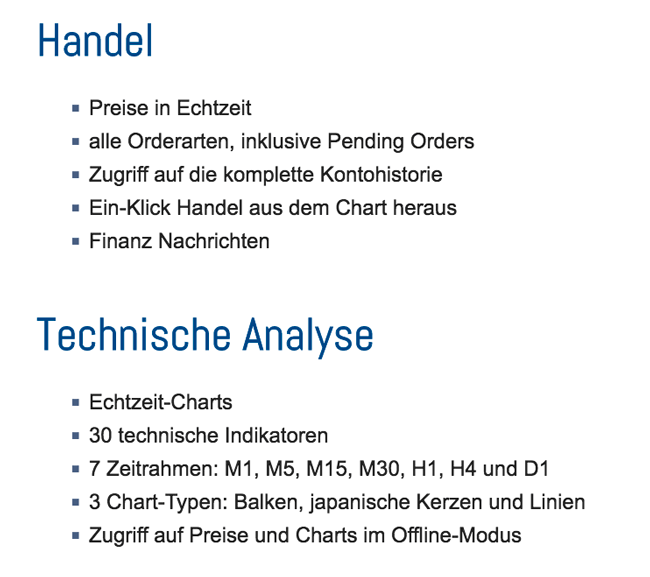 Handel
Preise in Echtzeit
alle Orderarten, inklusive Pending Orders
Zugriff auf die komplette Kontohistorie
Ein-Klick Handel aus dem Chart heraus
Finanz Nachrichten
Technische Analyse
Echtzeit-Charts
30 technische Indikatoren
7 Zeitrahmen: M1, M5, M15, M30, H1, H4 und D1
3 Chart-Typen: Balken, japanische Kerzen und Linien
Zugriff auf Preise und Charts im Offline-Modus